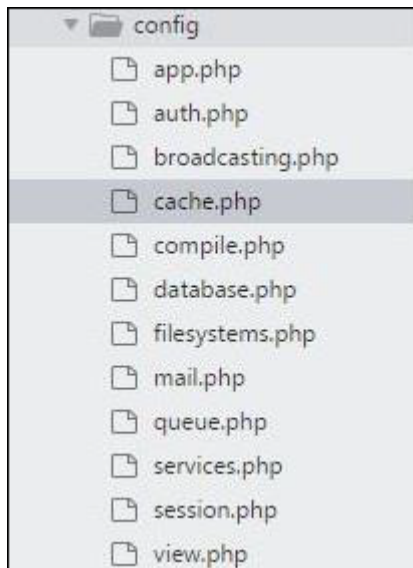 config
app.php
auth.php
broadcasting.php
cache.php
compile.php
database.php
filesystems.php
mail.php
queue.php
services.php
session.php
view.php